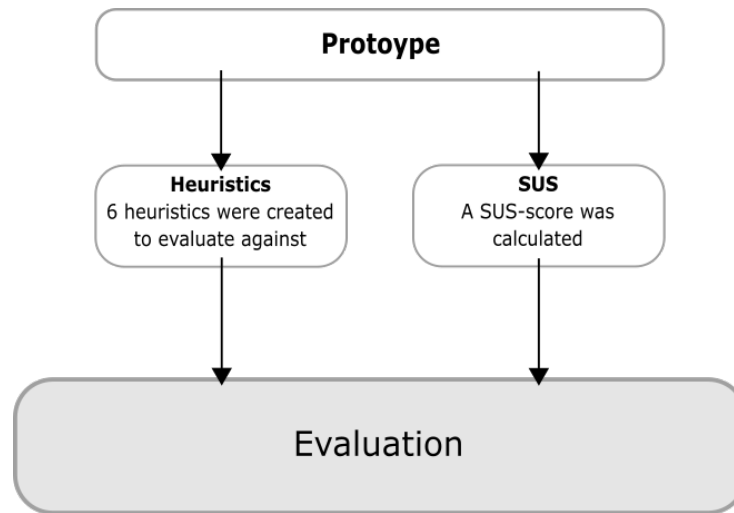 Protoype
Heuristics
6 heuristics were created
to evaluate against
SUS
A SUS-score was
calculated
Evaluation